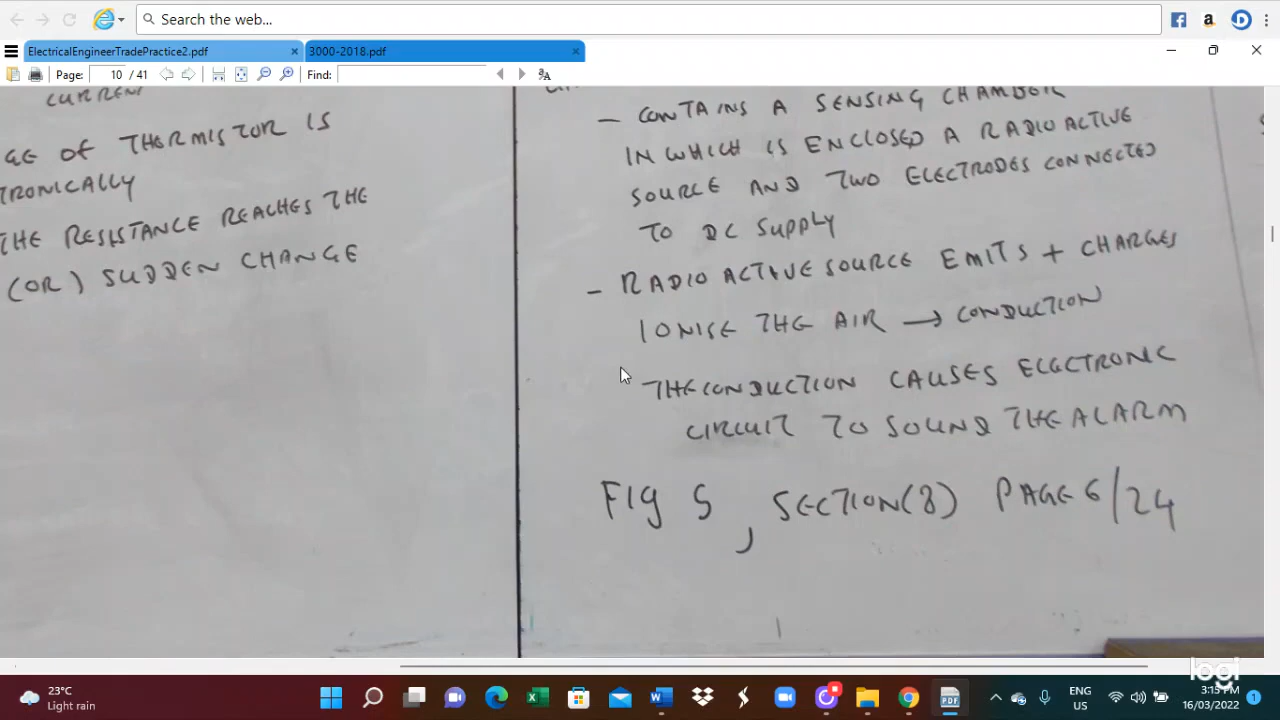 Search the web...
ElectricalEngineerTradePractice2.pdf
3000-2018.pdf
Page: 10 / 41
Find:
CURRENT
GE OF THERMISTOR IS
TRONICALLY
THE RESISTANCE REACHES THE
(OR) SUDDEN CHANGE
– CONTAINS A SENSING CHAMBER
IN WHICH IS ENCLOSED A RADIOACTIVE
SOURCE AND TWO ELECTRODES CONNECTED
TO DC SUPPLY
– RADIO ACTIVE SOURCE EMITS + CHARGES
IONISE THE AIR → CONDUCTION
THE CONDUCTION CAUSES ELECTRONIC
CIRCUIT TO SOUND THE ALARM
FIG 5, SECTION(8) PAGE 6/24
logi
23°C
Light rain
ENG
US
3:15 PM
16/03/2022